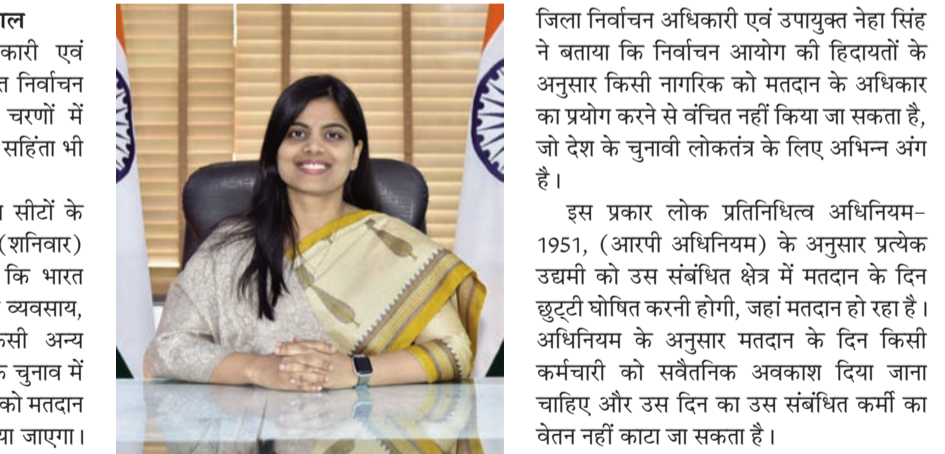 ाल
कारी एवं
त निर्वाचन
चरणों में
सहिंता भी
सीटों के
(शनिवार)
कि भारत
व्यवसाय,
अन्य
चुनाव में
को मतदान
या जाएगा।
जिला निर्वाचन अधिकारी एवं उपायुक्त नेहा सिंह
ने बताया कि निर्वाचन आयोग की हिदायतों के
अनुसार किसी नागरिक को मतदान के अधिकार
का प्रयोग करने से वंचित नहीं किया जा सकता है,
जो देश के चुनावी लोकतंत्र के लिए अभिन्न अंग
है।
इस प्रकार लोक प्रतिनिधित्व अधिनियम–
1951, (आरपी अधिनियम) के अनुसार प्रत्येक
उद्यमी को उस संबंधित क्षेत्र में मतदान के दिन
छुट्टी घोषित करनी होगी, जहां मतदान हो रहा है।
अधिनियम के अनुसार मतदान के दिन किसी
कर्मचारी को सवैतनिक अवकाश दिया जाना
चाहिए और उस दिन का उस संबंधित कर्मी का
वेतन नहीं काटा जा सकता है।